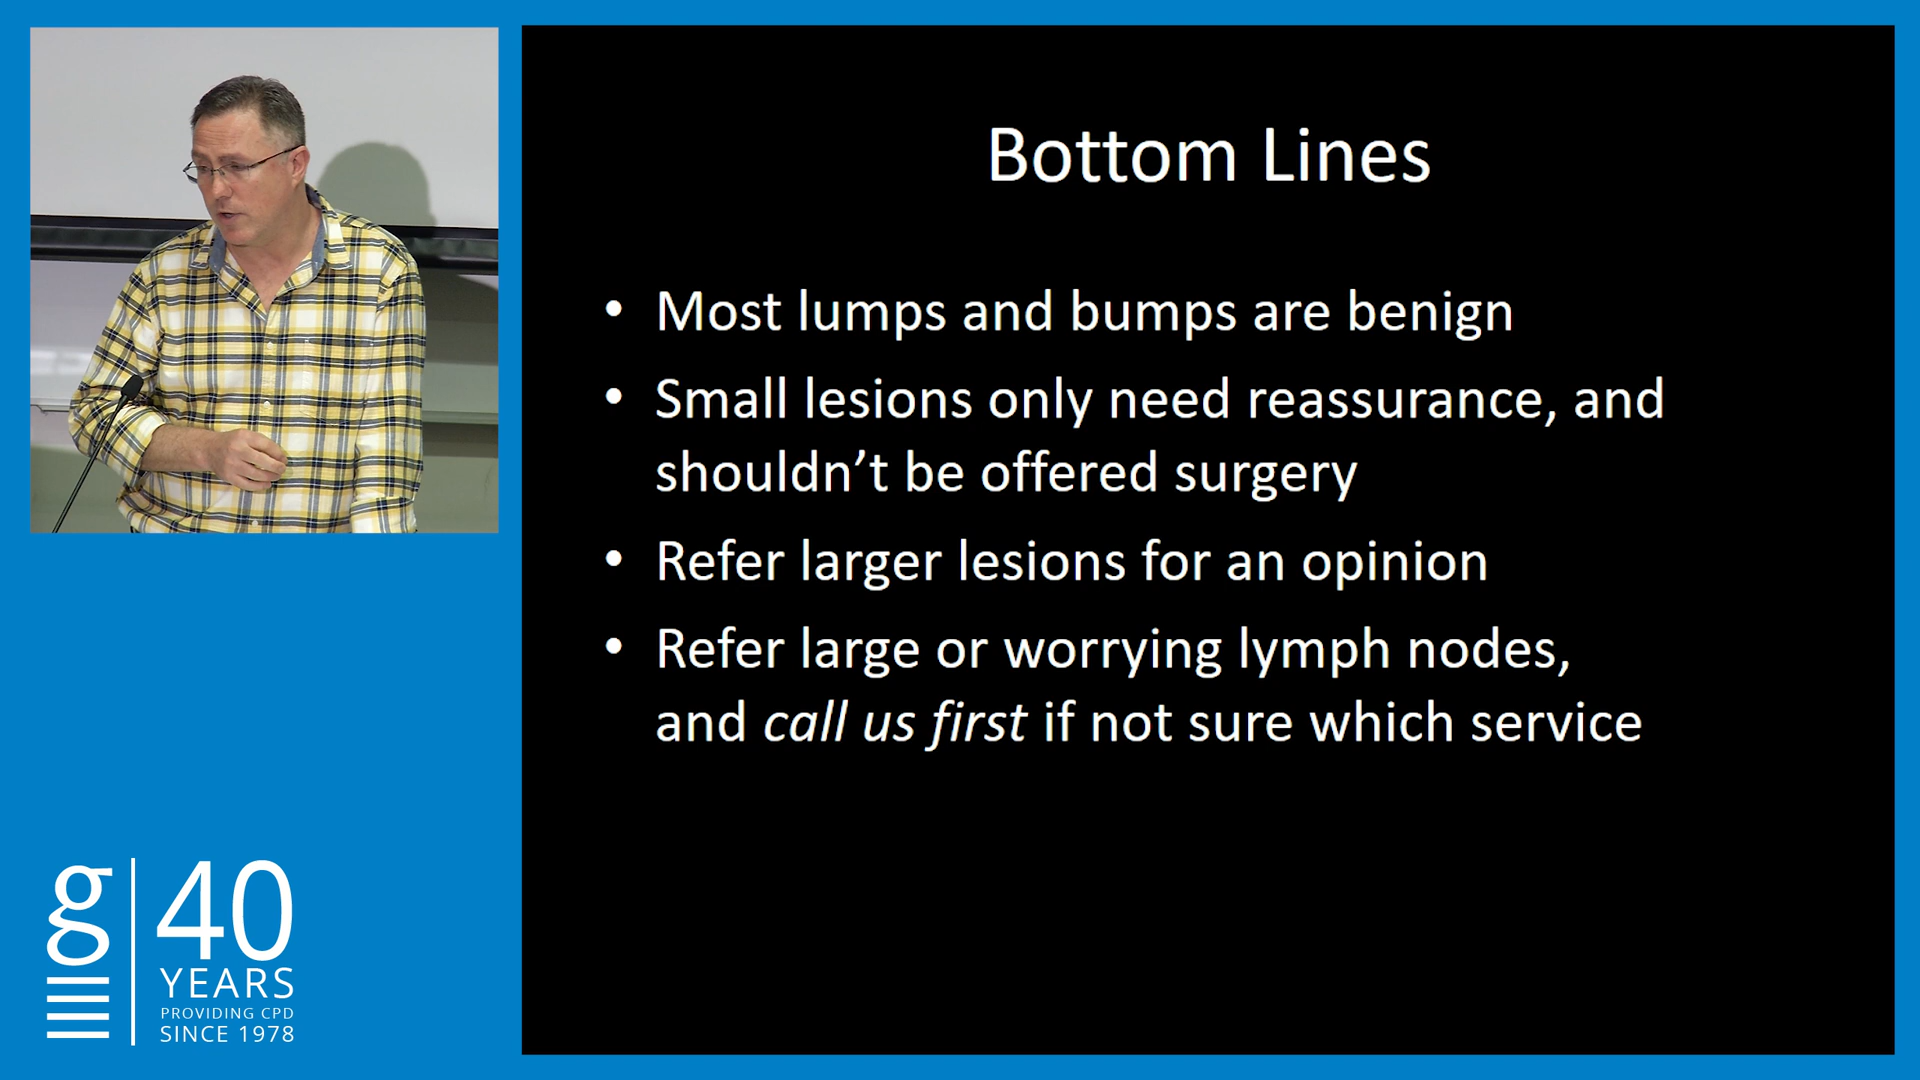 Bottom Lines
• Most lumps and bumps are benign
• Small lesions only need reassurance, and
shouldn’t be offered surgery
• Refer larger lesions for an opinion
• Refer large or worrying lymph nodes,
and call us first if not sure which service
g
40
YEARS
PROVIDING CPD
SINCE 1978